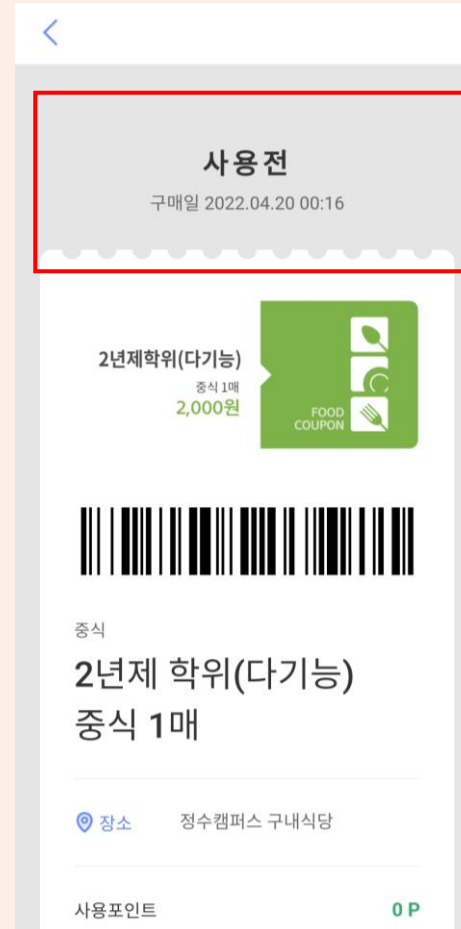 사용전
구매일 2022.04.20 00:16
2년제학위(다기능)
중식 1매
2,000원
FOOD
COUPON
중식
2년제 학위(다기능)
중식 1매
장소 정수캠퍼스 구내식당
사용포인트 0 P